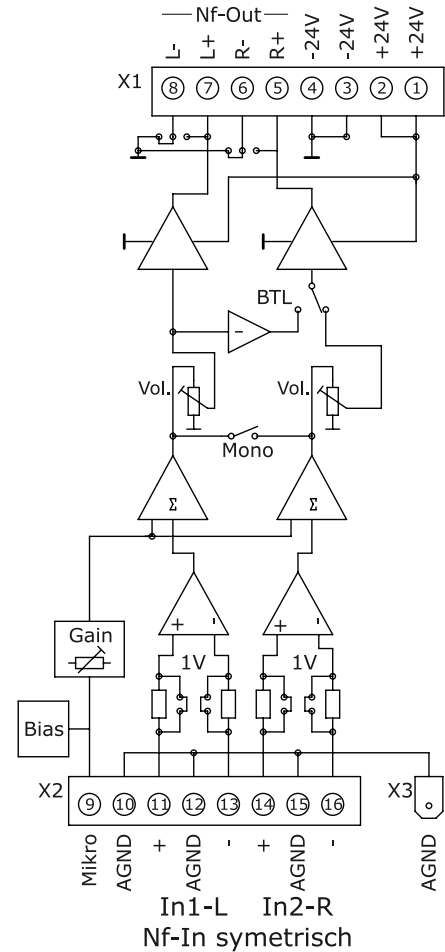 Nf-Out
L- L+ R- R+ -24V -24V +24V +24V
X1 8 7 6 5 4 3 2 1
BTL
-
Vol. Vol.
Mono
Σ Σ
+ - + -
Gain
1V 1V
Bias
X2 9 10 11 12 13 14 15 16 X3
Mikro AGND + AGND - + AGND - AGND
In1-L In2-R
Nf-In symetrisch